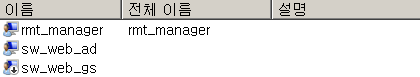 이름 전체 이름 설명
rmt_manager rmt_manager
sw_web_ad
sw_web_gs